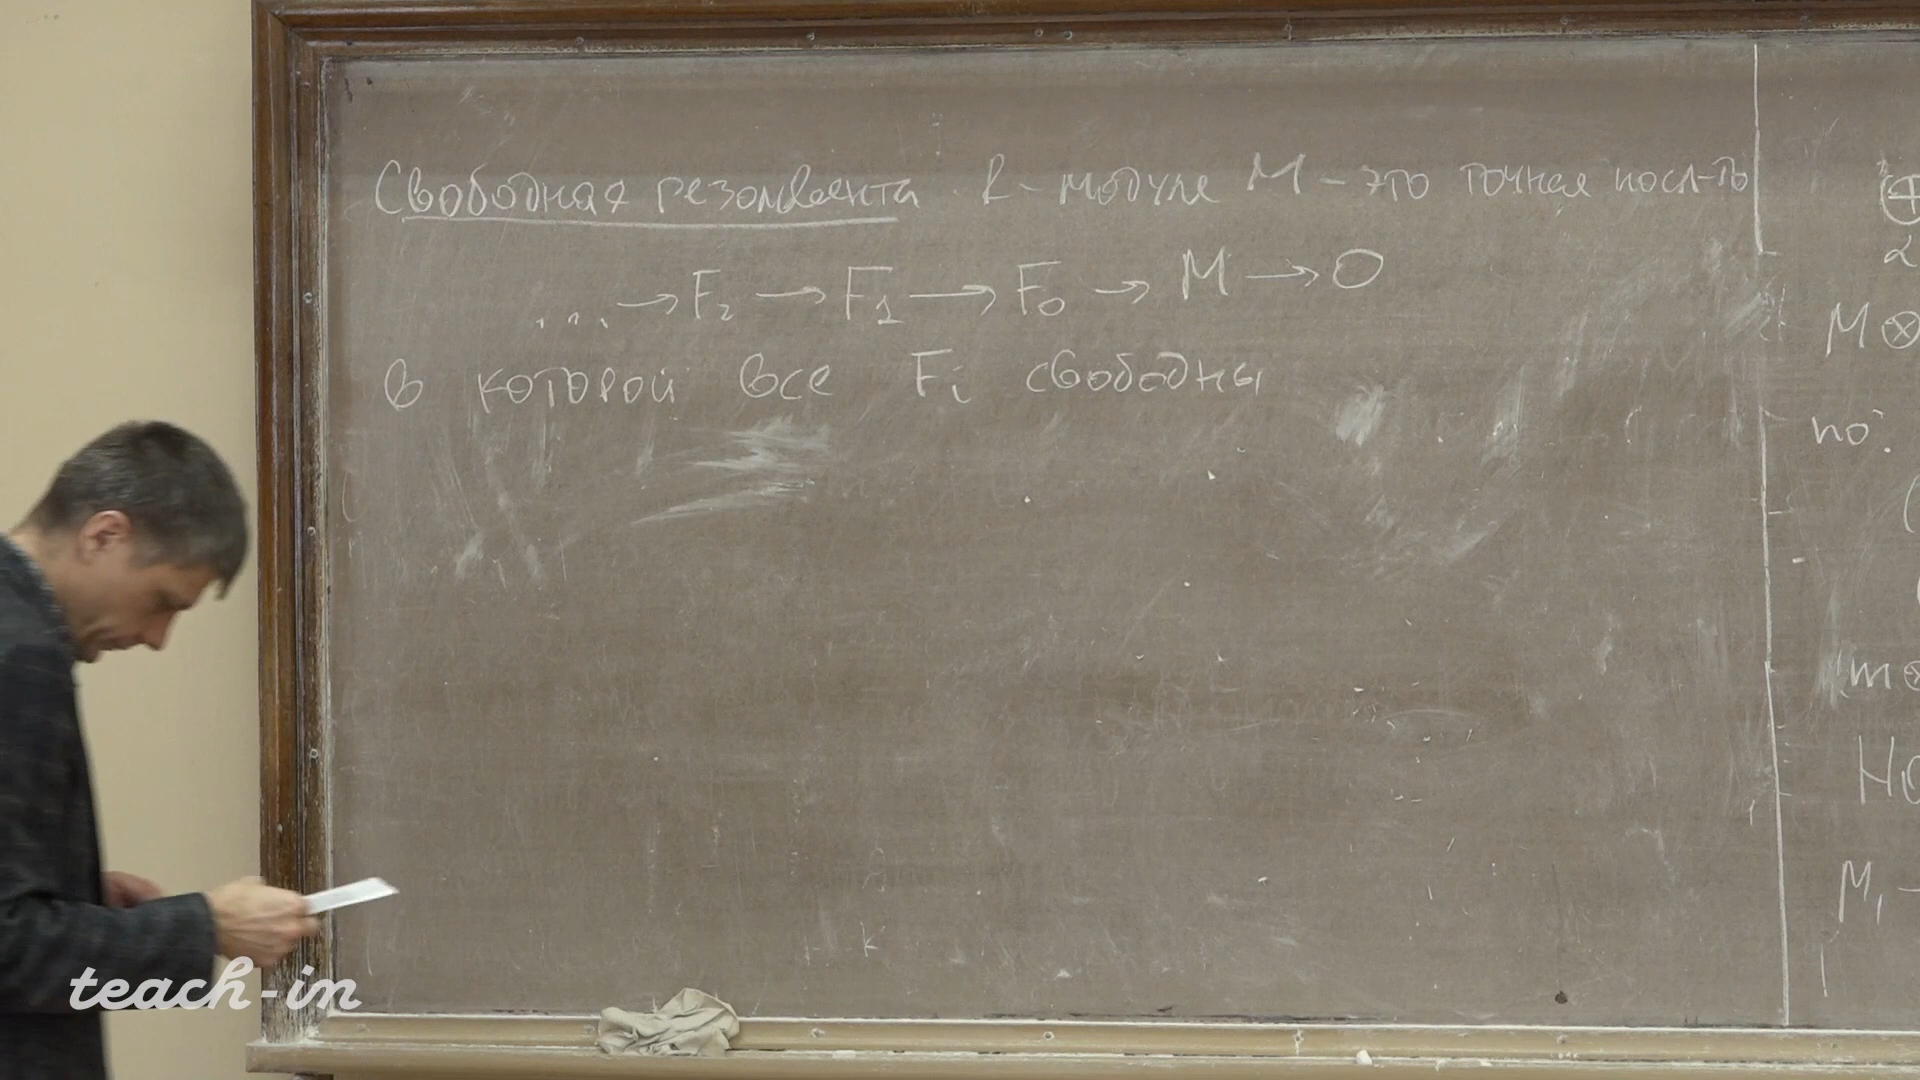 Свободная резольвента R-модуля M - это точная посл-ть
... → F₂ → F₁ → F₀ → M → 0
в которой все Fᵢ свободны
⊕
α
M ⊗
по:
(
(m ⊗
M₁ →
teach-in